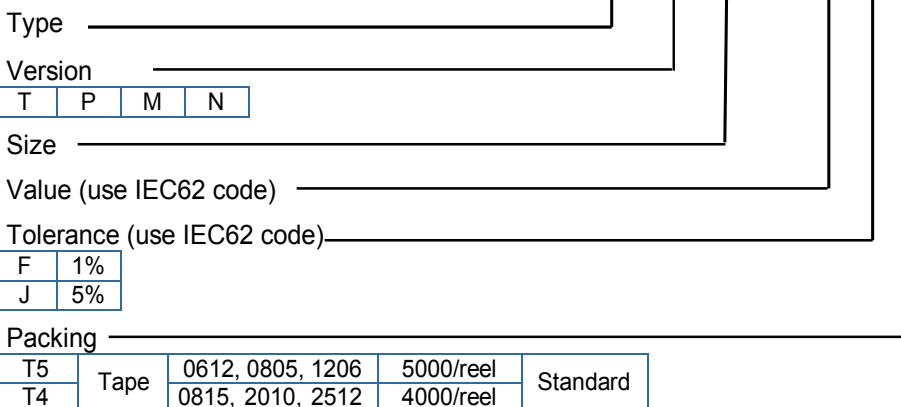 Type
Version
T P M N
Size
Value (use IEC62 code)
Tolerance (use IEC62 code)
F 1%
J 5%
Packing
T5 Tape 0612, 0805, 1206 5000/reel Standard
T4 0815, 2010, 2512 4000/reel